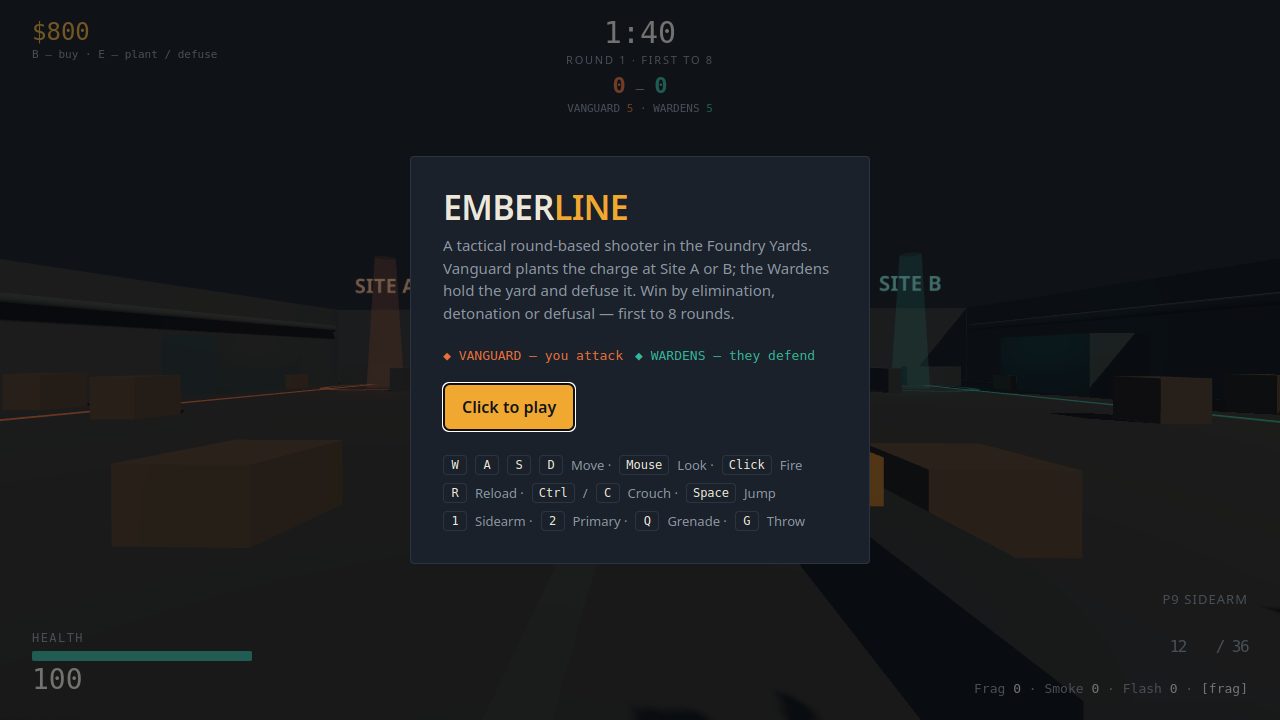 $800
B — buy · E — plant / defuse
1:40
ROUND 1 · FIRST TO 8
0 — 0
VANGUARD 5 · WARDENS 5
EMBERLINE
A tactical round-based shooter in the Foundry Yards.
Vanguard plants the charge at Site A or B; the Wardens
hold the yard and defuse it. Win by elimination,
detonation or defusal — first to 8 rounds.
SITE A
SITE B
◆ VANGUARD — you attack ◆ WARDENS — they defend
Click to play
W A S D Move · Mouse Look · Click Fire
R Reload · Ctrl / C Crouch · Space Jump
1 Sidearm · 2 Primary · Q Grenade · G Throw
P9 SIDEARM
12 / 36
HEALTH
100
Frag 0 · Smoke 0 · Flash 0 · [frag]